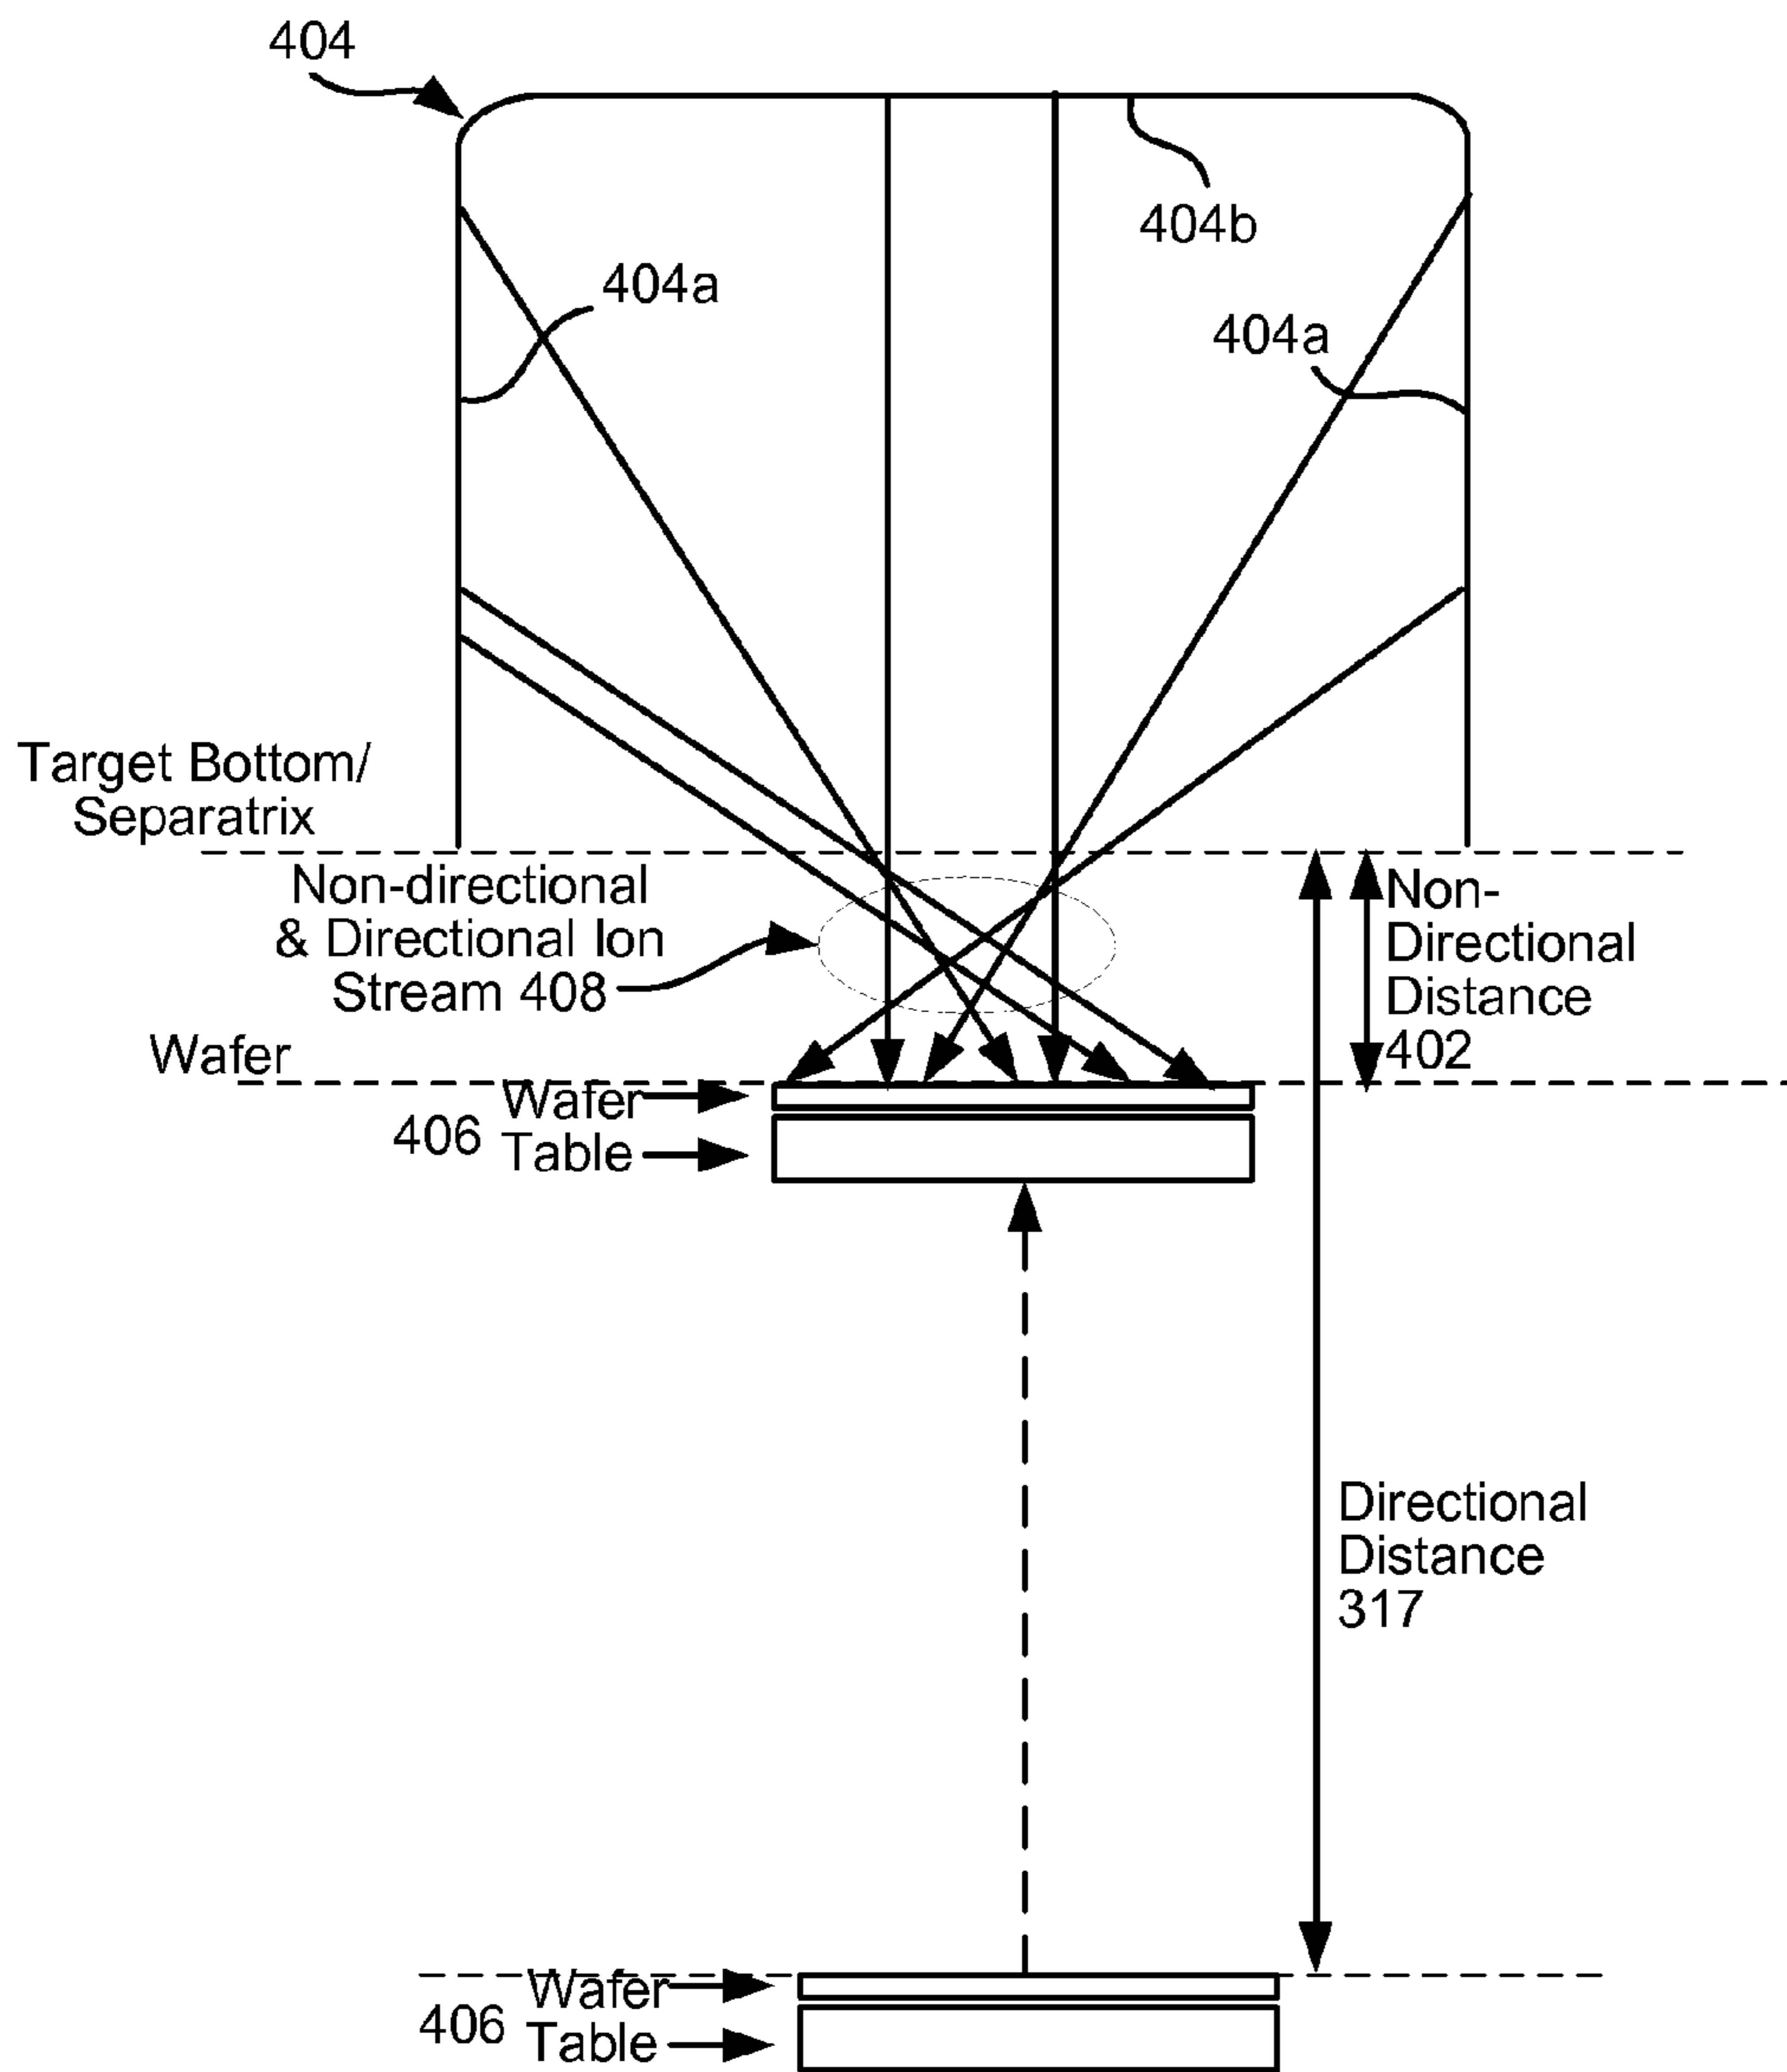 404
404b
404a
404a
Target Bottom/
Separatrix
Non-directional
& Directional Ion
Stream 408
Non-
Directional
Distance
402
Wafer
Wafer
406 Table
Directional
Distance
317
Wafer
406 Table